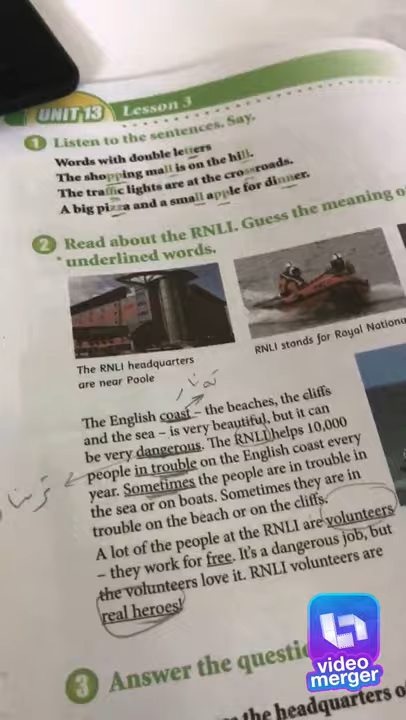 UNIT 13 Lesson 3
1 Listen to the sentences. Say.
Words with double letters
The shopping mall is on the hill.
The traffic lights are at the crossroads.
A big pizza and a small apple for dinner.
2 Read about the RNLI. Guess the meaning o
underlined words.
The RNLI headquarters
are near Poole
RNLI stands for Royal Nationa
The English coast – the beaches, the cliffs
and the sea – is very beautiful, but it can
be very dangerous. The RNLI helps 10,000
people in trouble on the English coast every
year. Sometimes the people are in trouble in
the sea or on boats. Sometimes they are in
trouble on the beach or on the cliffs.
A lot of the people at the RNLI are volunteers
– they work for free. It's a dangerous job, but
the volunteers love it. RNLI volunteers are
real heroes!
3 Answer the questio
the headquarters o
video
merger